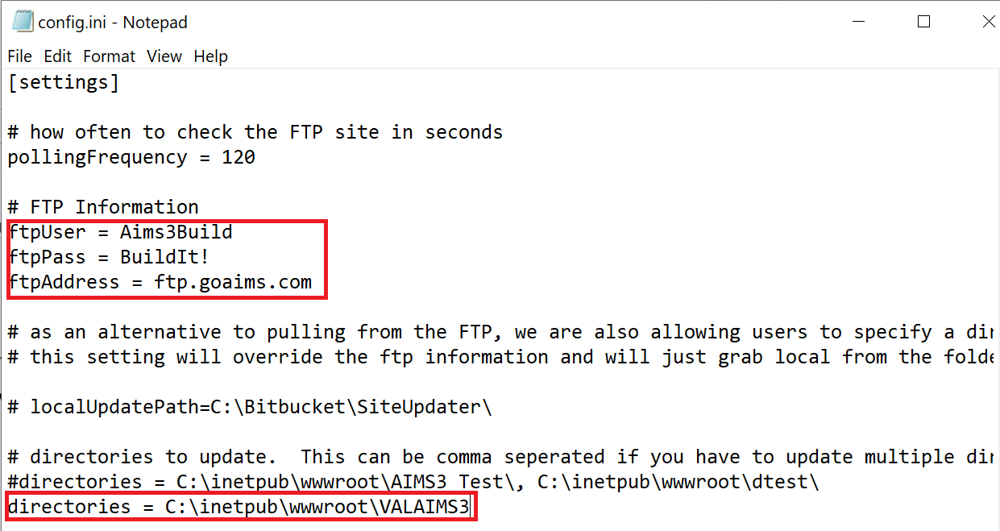 config.ini - Notepad
File Edit Format View Help
[settings]
# how often to check the FTP site in seconds
pollingFrequency = 120
# FTP Information
ftpUser = Aims3Build
ftpPass = BuildIt!
ftpAddress = ftp.goaims.com
# as an alternative to pulling from the FTP, we are also allowing users to specify a
# this setting will override the ftp information and will just grab local from the
# localUpdatePath=C:\Bitbucket\SiteUpdater\
# directories to update.  This can be comma seperated if you have to update multiple
#directories = C:\inetpub\wwwroot\AIMS3 Test\, C:\inetpub\wwwroot\dtest\
directories = C:\inetpub\wwwroot\VALAIMS3